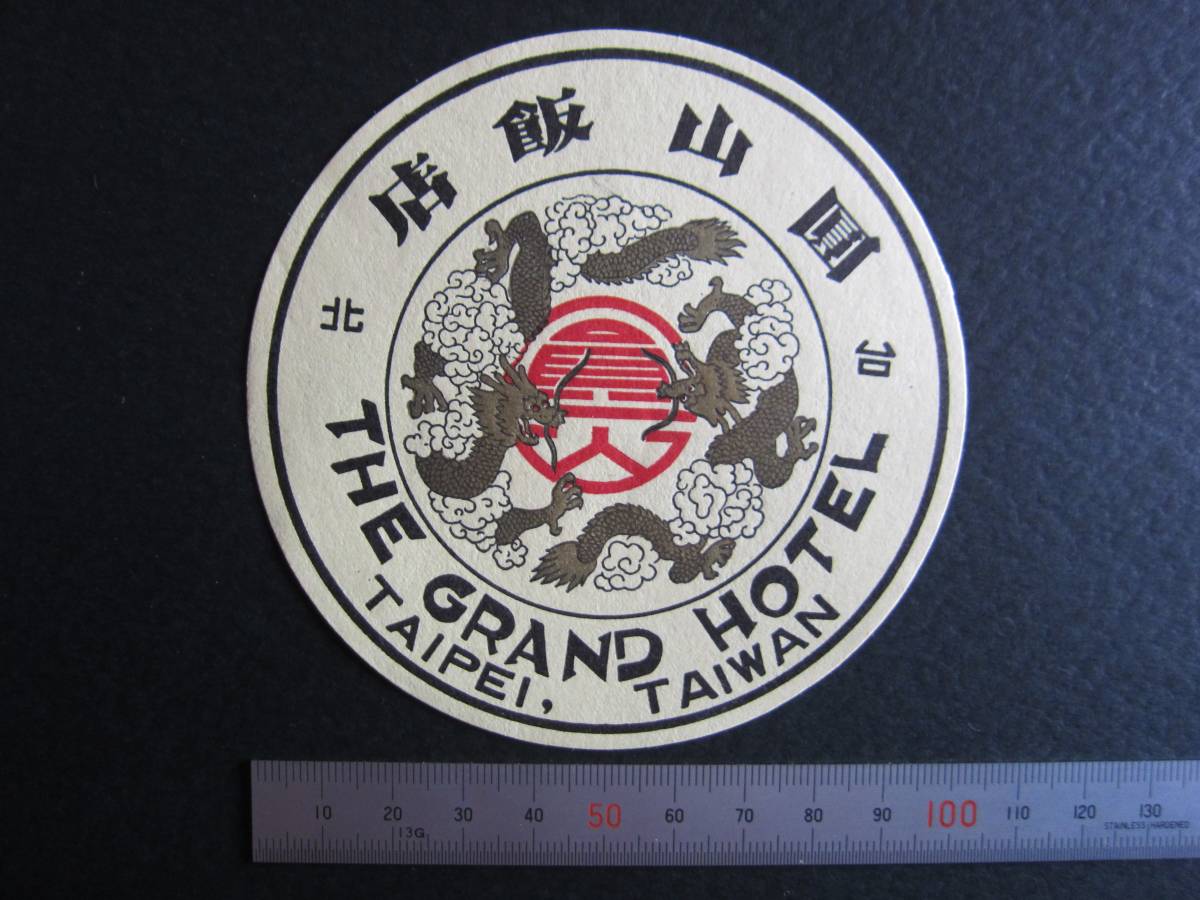 圓山飯店
台北
THE GRAND HOTEL
TAIPEI, TAIWAN
10 20 30 40 50 60 70 80 90 100 110 120 130
13G
STAINLESS HARDENED